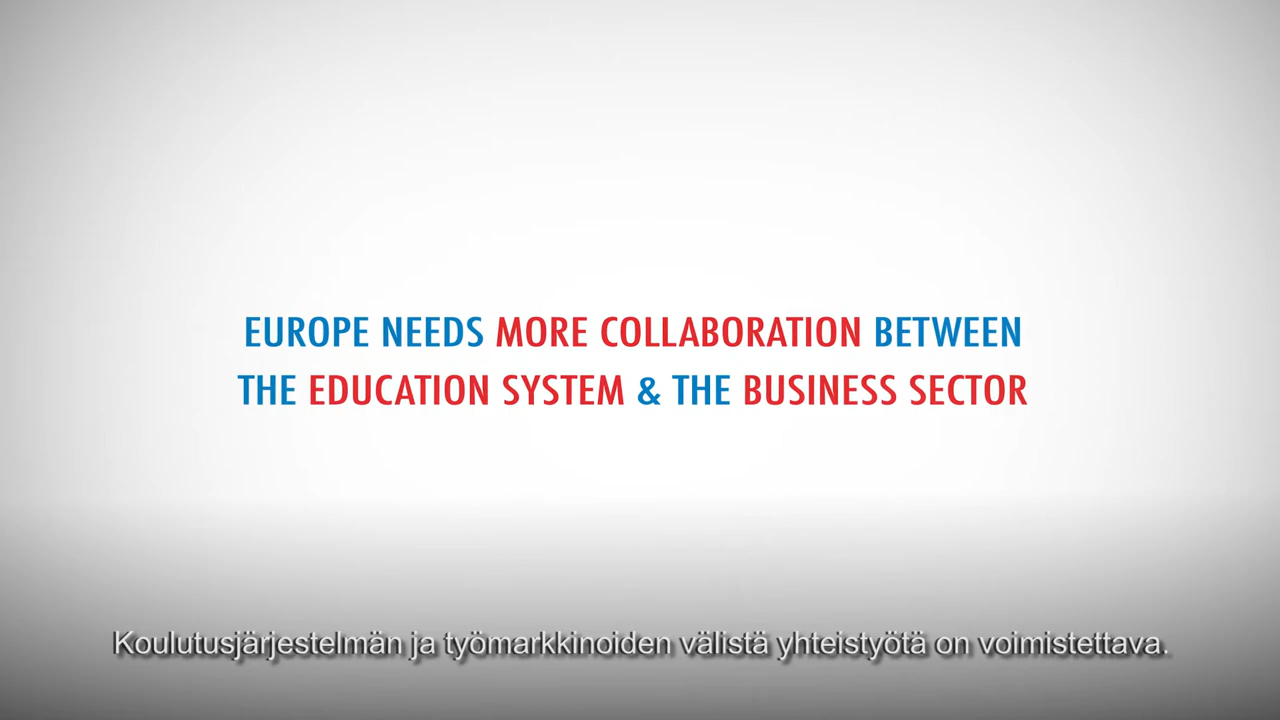 EUROPE NEEDS MORE COLLABORATION BETWEEN
THE EDUCATION SYSTEM & THE BUSINESS SECTOR
Koulutusjärjestelmän ja työmarkkinoiden välistä yhteistyötä on voimistettava.